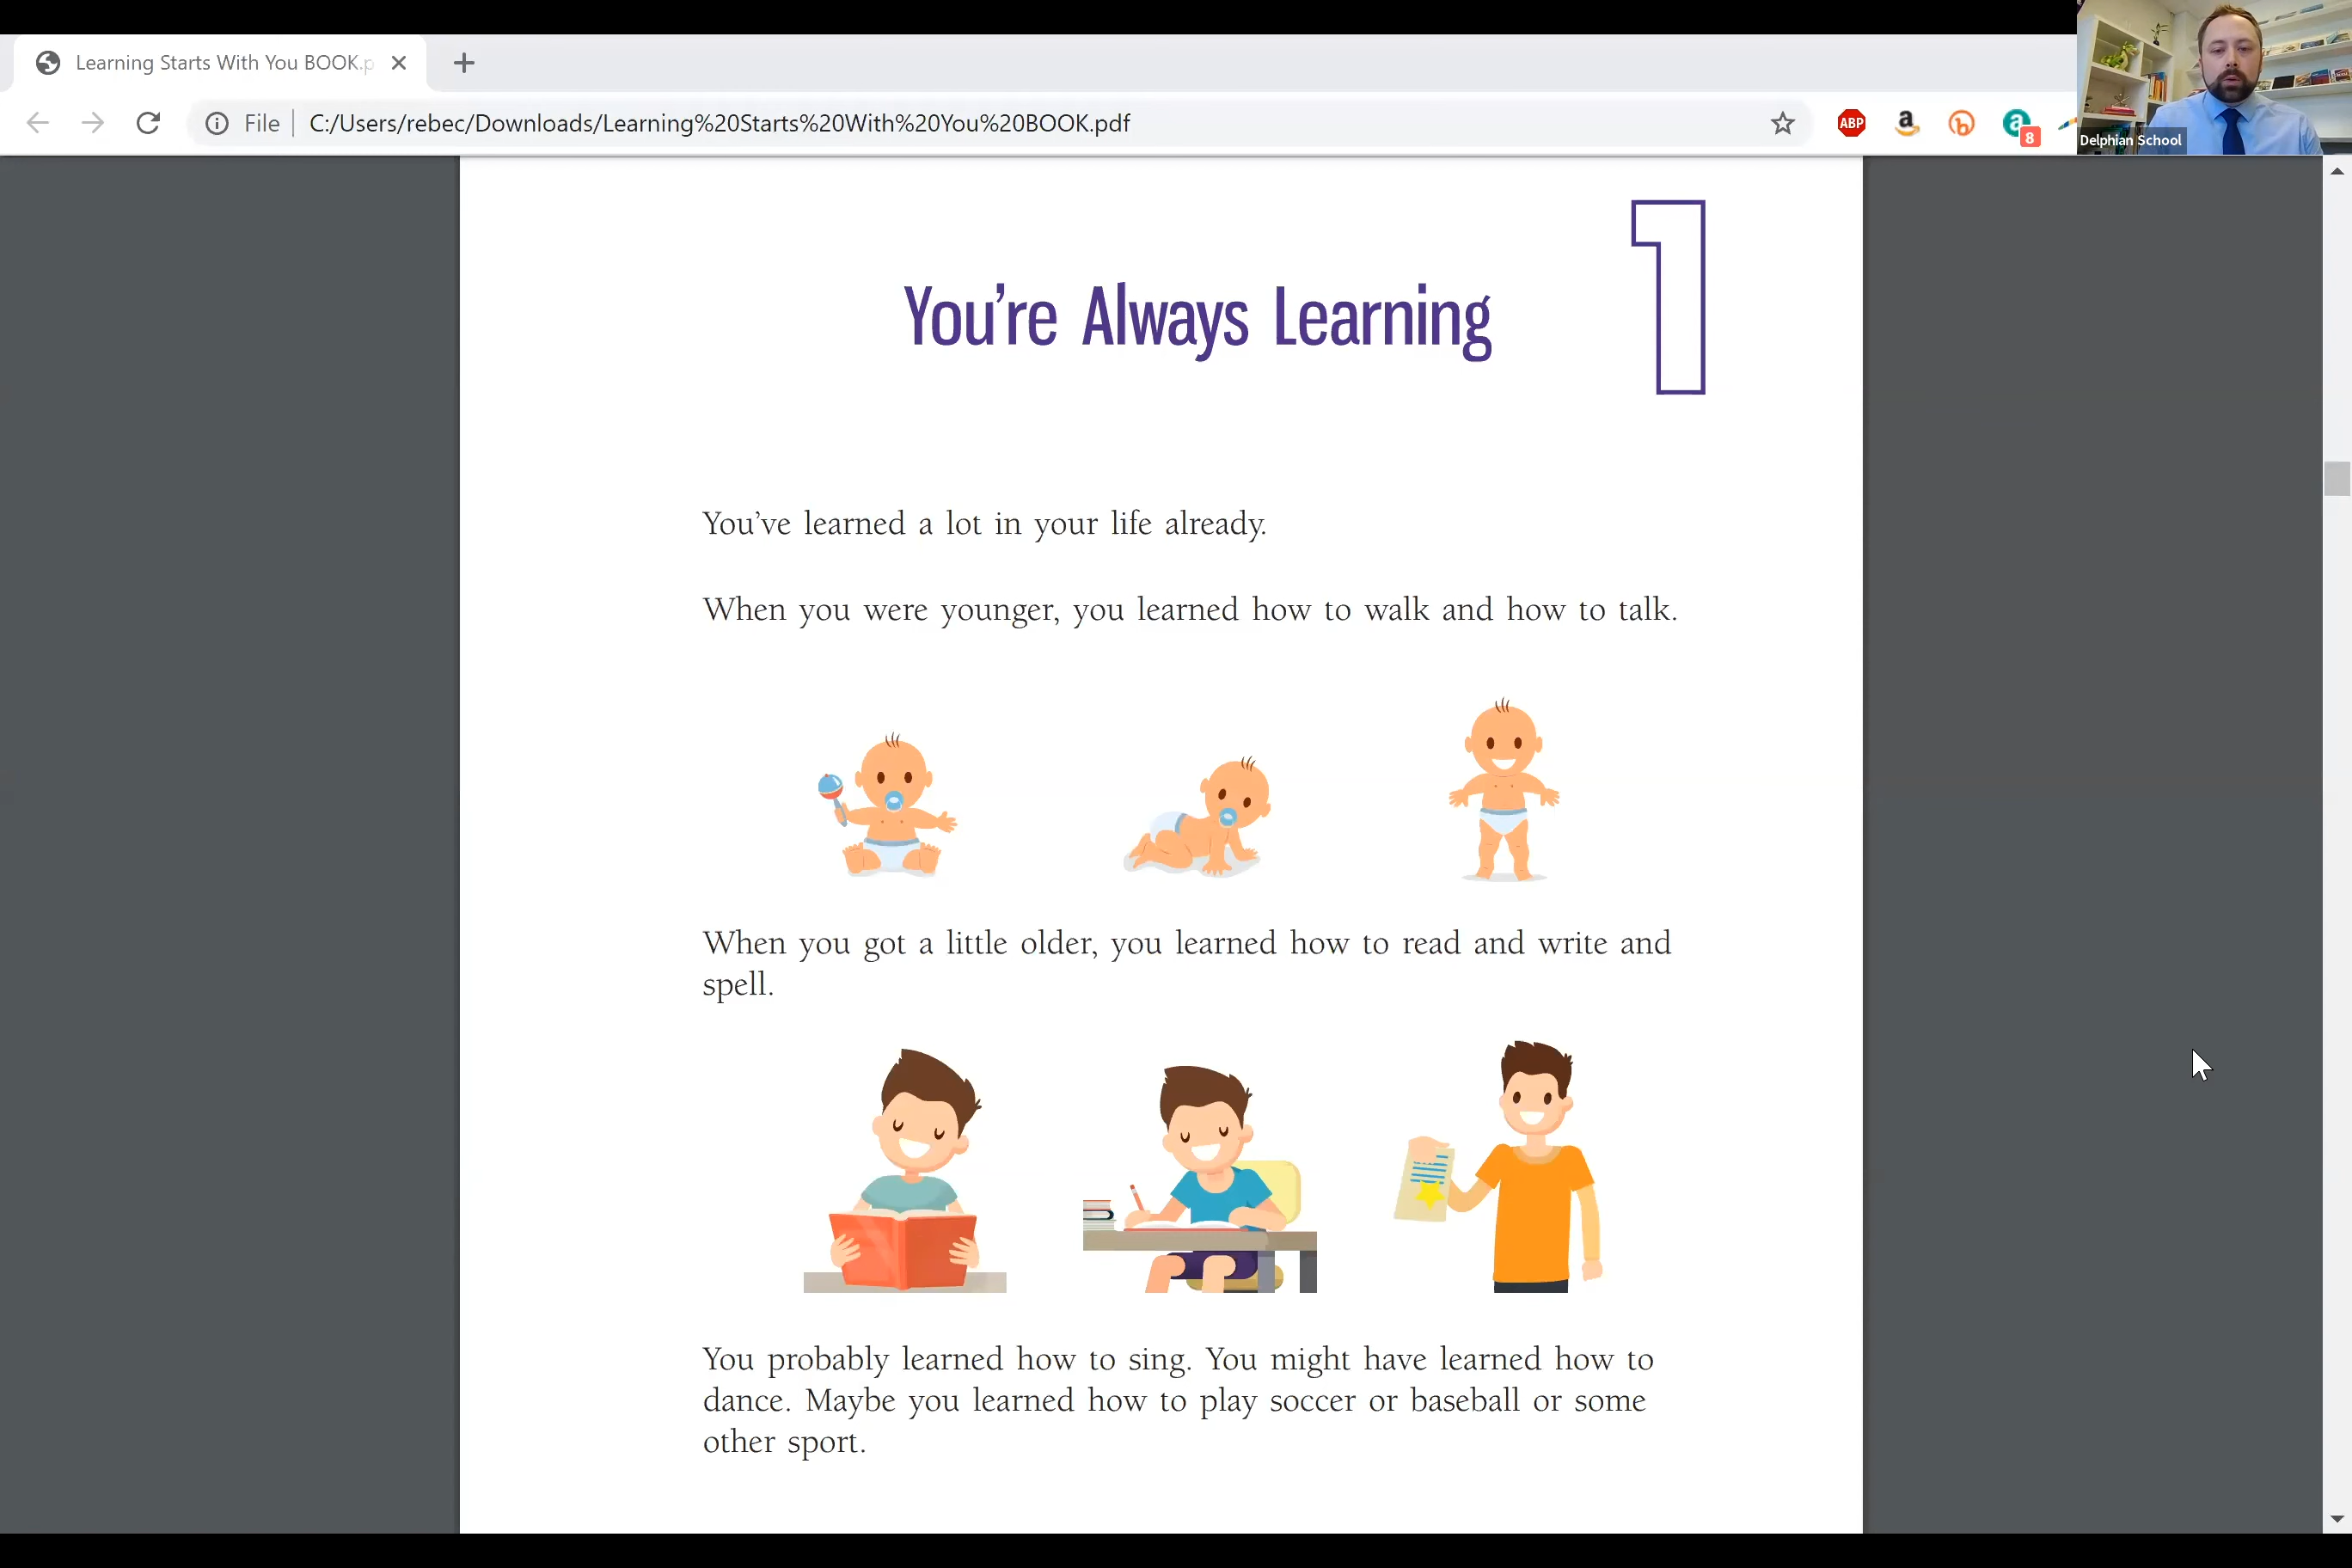 Learning Starts With You BOOK.p
File
C:/Users/rebec/Downloads/Learning%20Starts%20With%20You%20BOOK.pdf
ABP
a
b
a
8
Delphian School
1
You're Always Learning
You've learned a lot in your life already.
When you were younger, you learned how to walk and how to talk.
When you got a little older, you learned how to read and write and
spell.
You probably learned how to sing. You might have learned how to
dance. Maybe you learned how to play soccer or baseball or some
other sport.